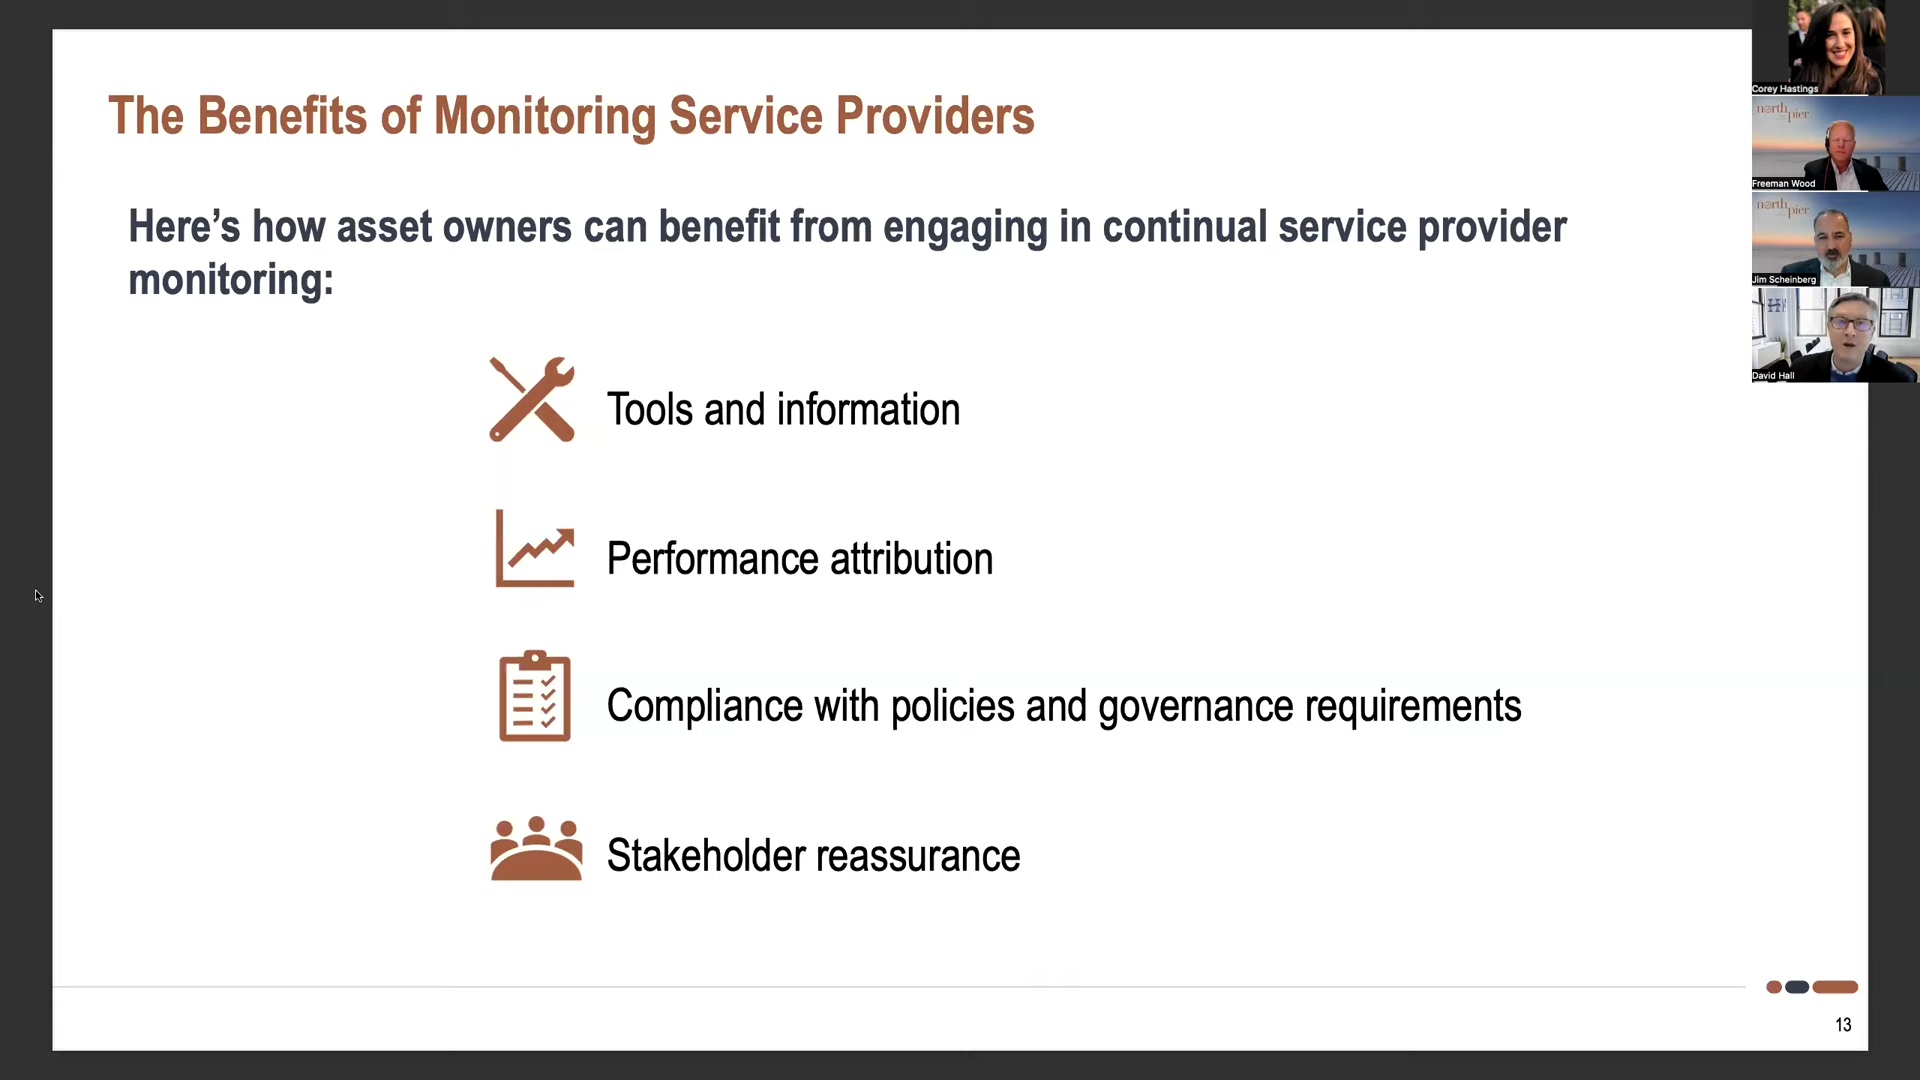 The Benefits of Monitoring Service Providers
Here’s how asset owners can benefit from engaging in continual service provider
monitoring:
Tools and information
Performance attribution
Compliance with policies and governance requirements
Stakeholder reassurance
13
Corey Hastings
north
pier
Freeman Wood
north
pier
Jim Scheinberg
H
David Hall